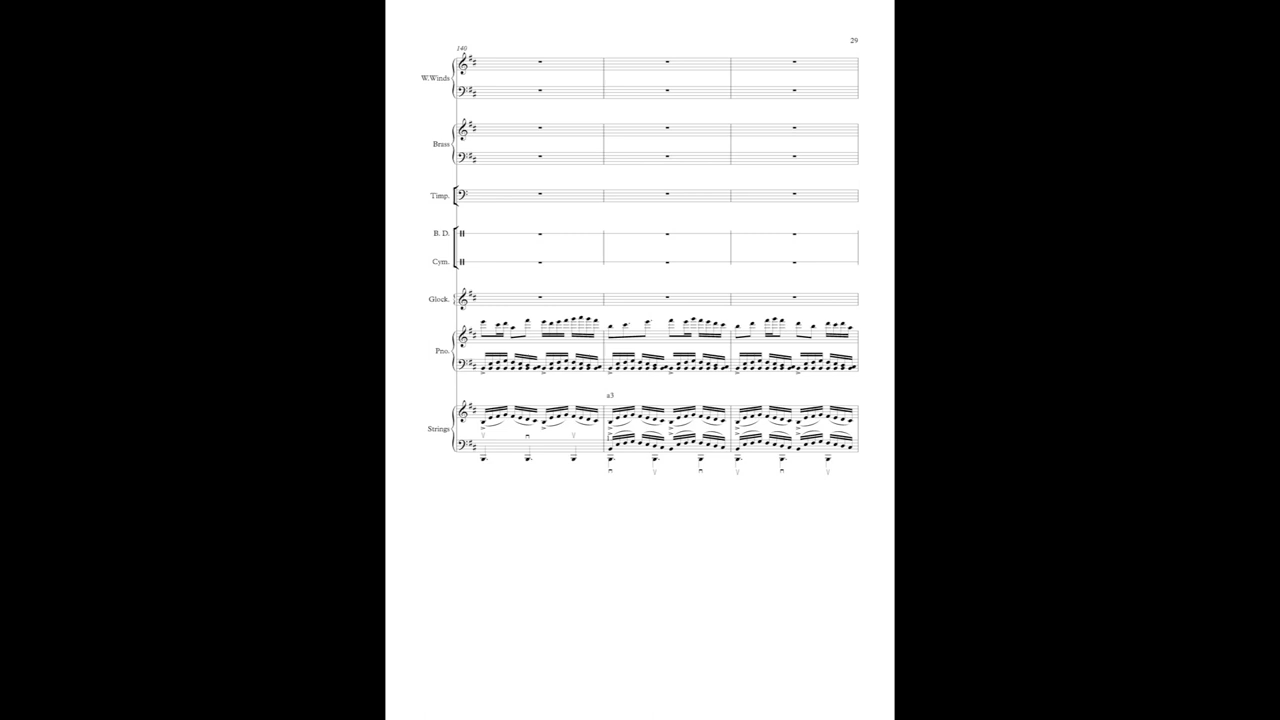 29
140
W.Winds
Brass
Timp.
B. D.
Cym.
Glock.
Pno.
a3
Strings